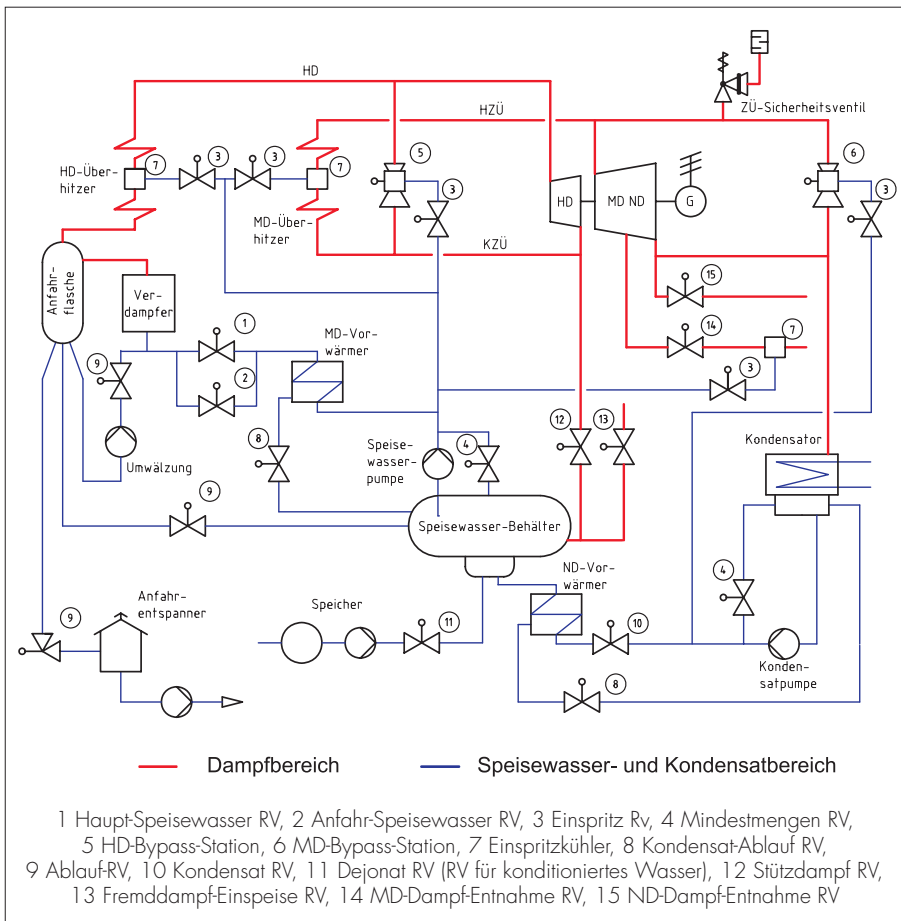 HD
HZÜ
ZÜ-Sicherheitsventil
5
6
3
3
7
7
3
3
HD-Über-
hitzer
MD-Über-
hitzer
HD
MD ND
G
KZÜ
Anfahr-
flasche
Ver-
dampfer
15
1
MD-Vor-
wärmer
14
7
9
2
3
12
13
8
Speise-
wasser-
pumpe
4
Kondensator
Umwälzung
9
Speisewasser-Behälter
4
ND-Vor-
wärmer
9
Anfahr-
entspanner
Speicher
11
10
Konden-
satpumpe
8
Dampfbereich
Speisewasser- und Kondensatbereich
1 Haupt-Speisewasser RV, 2 Anfahr-Speisewasser RV, 3 Einspritz Rv, 4 Mindestmengen RV,
5 HD-Bypass-Station, 6 MD-Bypass-Station, 7 Einspritzkühler, 8 Kondensat-Ablauf RV,
9 Ablauf-RV, 10 Kondensat RV, 11 Dejonat RV (RV für konditioniertes Wasser), 12 Stützdampf RV,
13 Fremddampf-Einspeise RV, 14 MD-Dampf-Entnahme RV, 15 ND-Dampf-Entnahme RV